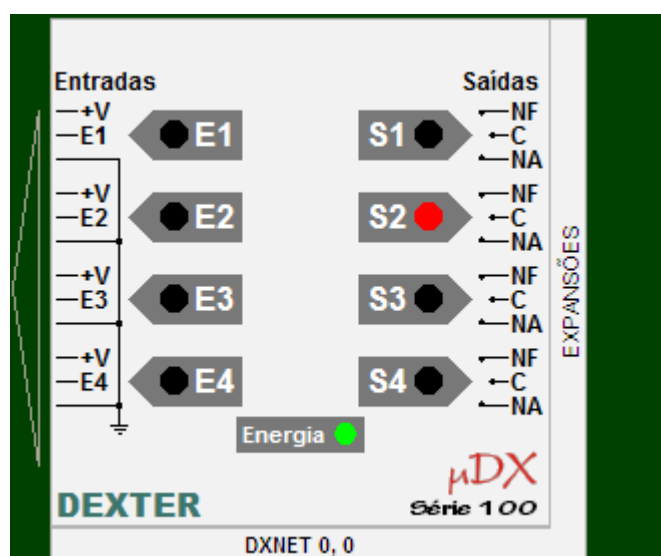 Entradas
Saídas
+V
E1
E1
S1
NF
C
NA
+V
E2
E2
S2
NF
C
NA
+V
E3
E3
S3
NF
C
NA
+V
E4
E4
S4
NF
C
NA
EXPANSÕES
Energia
µDX
Série 100
DEXTER
DXNET 0, 0